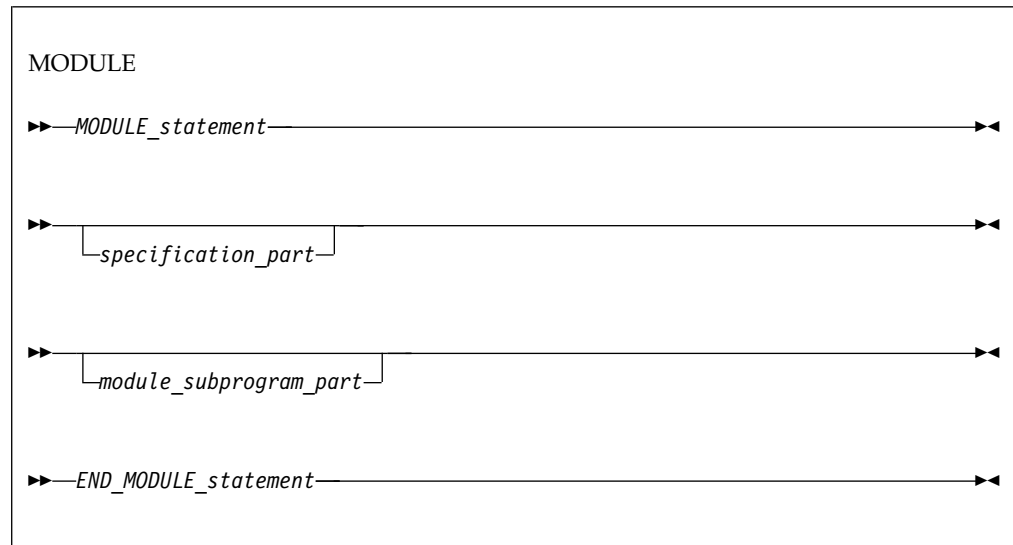 MODULE
MODULE_statement
specification_part
module_subprogram_part
END_MODULE_statement